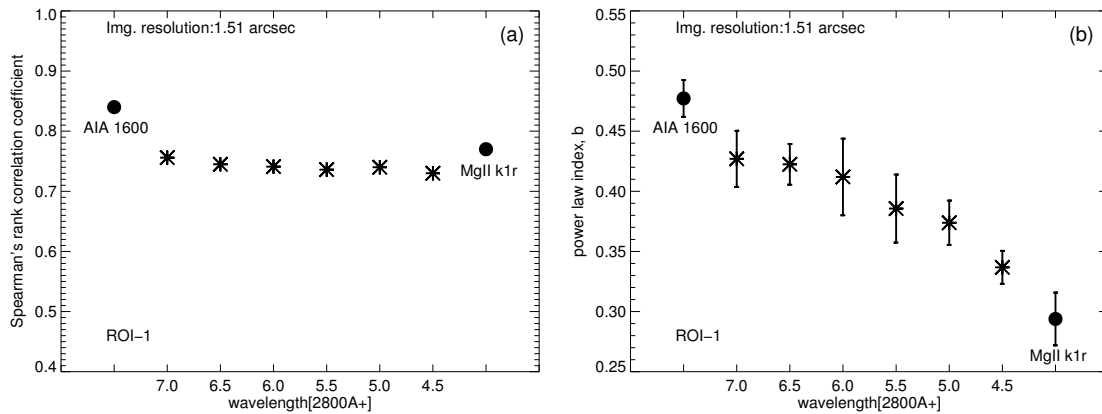 Img. resolution:1.51 arcsec
(a)
1.0
0.9
0.8
0.7
0.6
0.5
0.4
Spearman's rank correlation coefficient
AIA 1600
MgII k1r
ROI−1
7.0 6.5 6.0 5.5 5.0 4.5
wavelength[2800A+]
Img. resolution:1.51 arcsec
(b)
0.55
0.50
0.45
0.40
0.35
0.30
0.25
power law index, b
AIA 1600
ROI−1
MgII k1r
7.0 6.5 6.0 5.5 5.0 4.5
wavelength[2800A+]